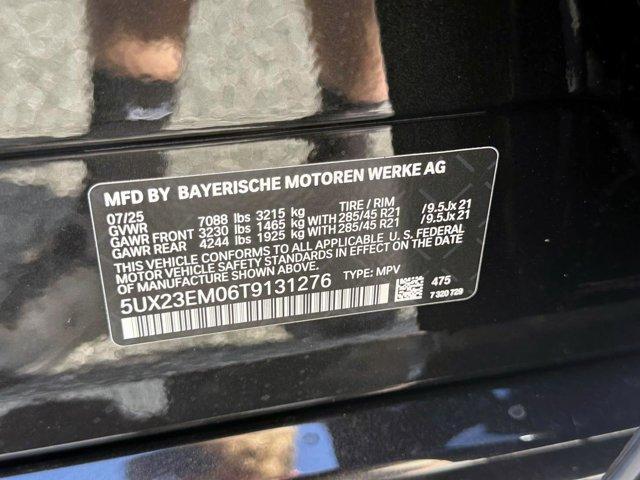 MFD BY BAYERISCHE MOTOREN WERKE AG
07/25 TIRE / RIM
GVWR 7088 lbs 3215 kg
GAWR FRONT 3230 lbs 1465 kg WITH 285/45 R21 /9.5Jx 21
GAWR REAR 4244 lbs 1925 kg WITH 285/45 R21 /9.5Jx 21
THIS VEHICLE CONFORMS TO ALL APPLICABLE U. S. FEDERAL
MOTOR VEHICLE SAFETY STANDARDS IN EFFECT ON THE DATE OF
MANUFACTURE SHOWN ABOVE.
5UX23EM06T9131276 TYPE: MPV
475
7 320 729